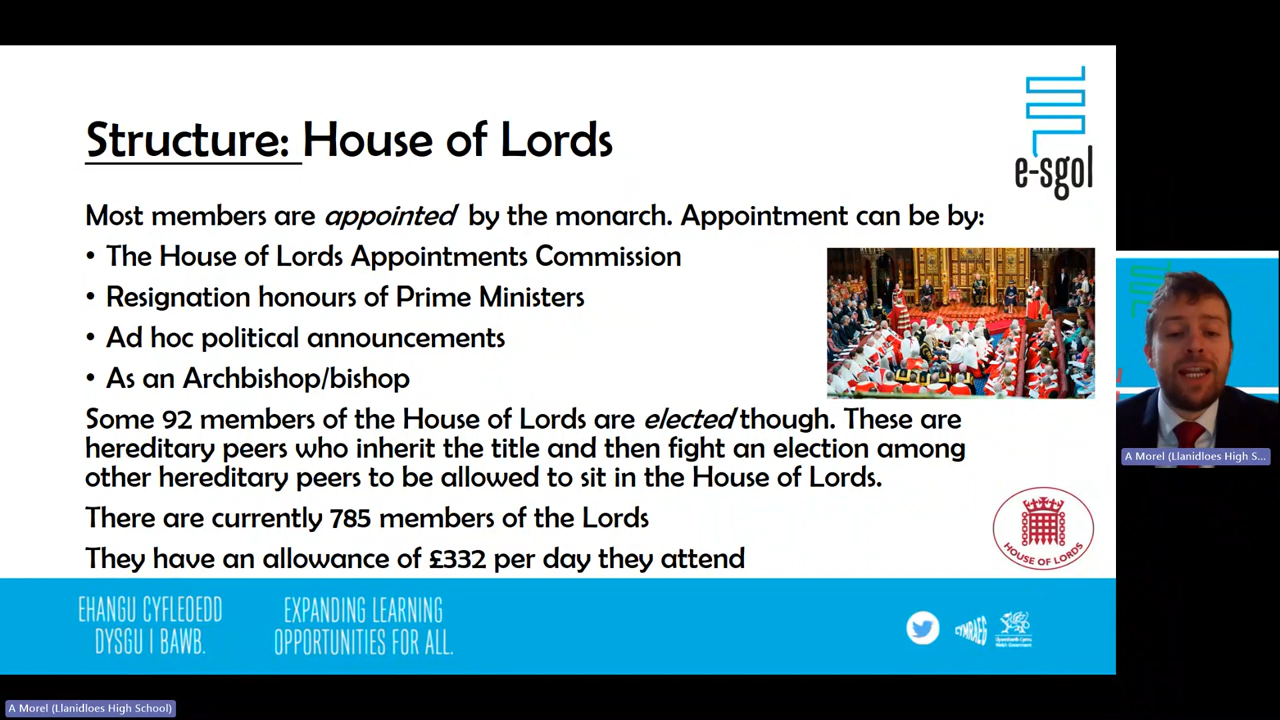 Structure: House of Lords
e-sgol
Most members are appointed by the monarch. Appointment can be by:
• The House of Lords Appointments Commission
• Resignation honours of Prime Ministers
• Ad hoc political announcements
• As an Archbishop/bishop
Some 92 members of the House of Lords are elected though. These are
hereditary peers who inherit the title and then fight an election among
other hereditary peers to be allowed to sit in the House of Lords.
There are currently 785 members of the Lords
They have an allowance of £332 per day they attend
HOUSE OF LORDS
A Morel (Llanidloes High S...
EHANGU CYFLEOEDD
DYSGU I BAWB.
EXPANDING LEARNING
OPPORTUNITIES FOR ALL.
CYMRAEG
Llywodraeth Cymru
Welsh Government
A Morel (Llanidloes High School)